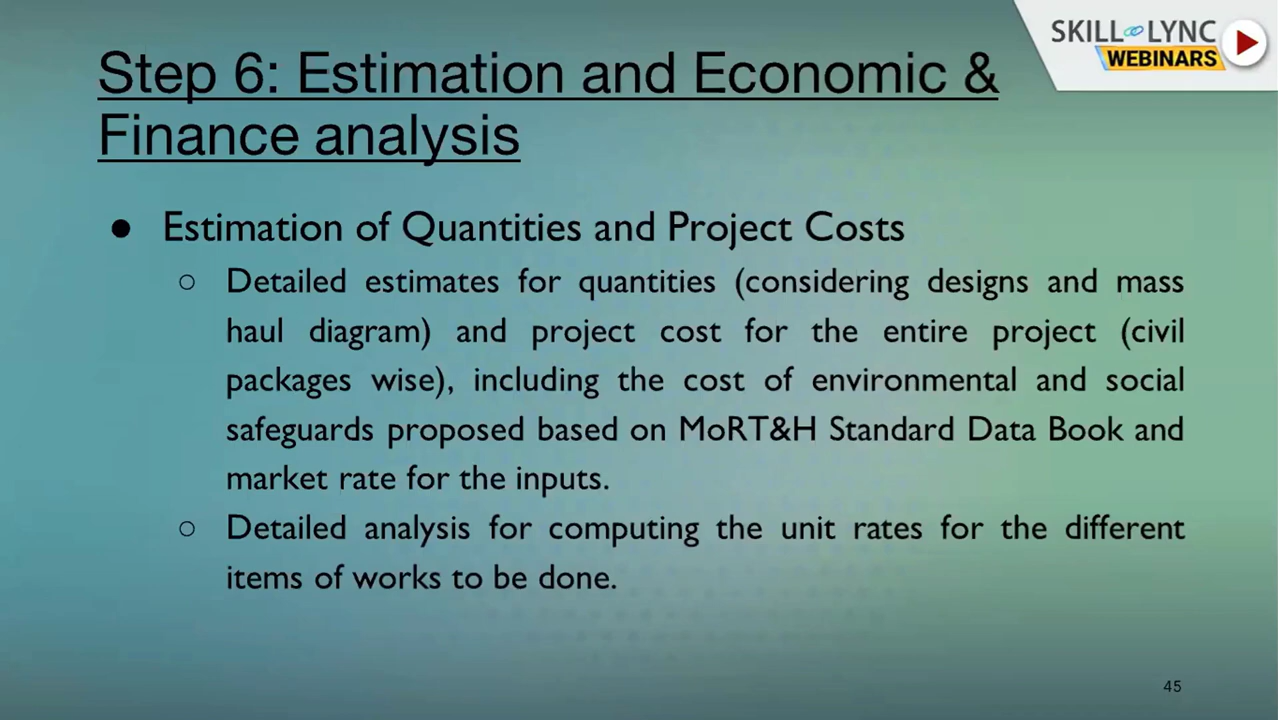 SKILL LYNC
WEBINARS
Step 6: Estimation and Economic &
Finance analysis
● Estimation of Quantities and Project Costs
○ Detailed estimates for quantities (considering designs and mass
haul diagram) and project cost for the entire project (civil
packages wise), including the cost of environmental and social
safeguards proposed based on MoRT&H Standard Data Book and
market rate for the inputs.
○ Detailed analysis for computing the unit rates for the different
items of works to be done.
45